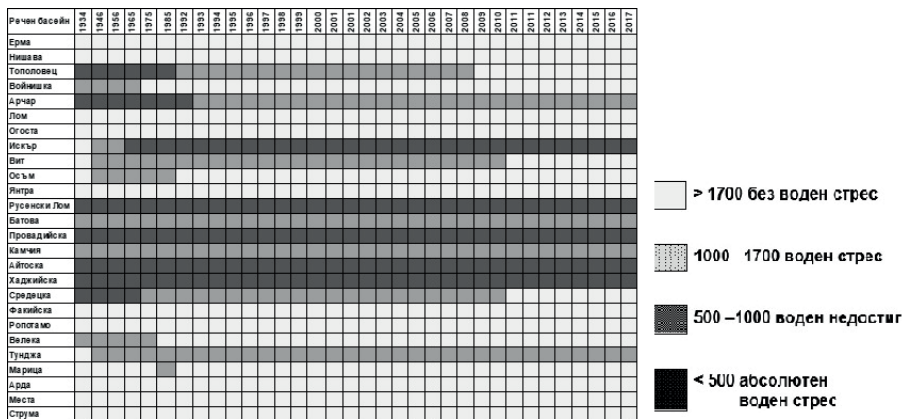 Речен басейн 1934 1946 1956 1965 1975 1985 1992 1993 1994 1995 1996 1997 1998 1999 2000 2001 2001 2002 2003 2004 2005 2006 2007 2008 2009 2010 2011 2011 2012 2013 2014 2015 2016 2017
Ерма
Нишава
Тополовец
Войнишка
Арчар
Лом
Огоста
Искър
Вит
Осъм
Янтра
Русенски Лом
Батова
Провадийска
Камчия
Айтоска
Хаджийска
Средецка
Факийска
Ропотамо
Велека
Тунджа
Марица
Арда
Места
Струма
> 1700 без воден стрес
1000 1700 воден стрес
500 –1000 воден недостиг
< 500 абсолютен
воден стрес